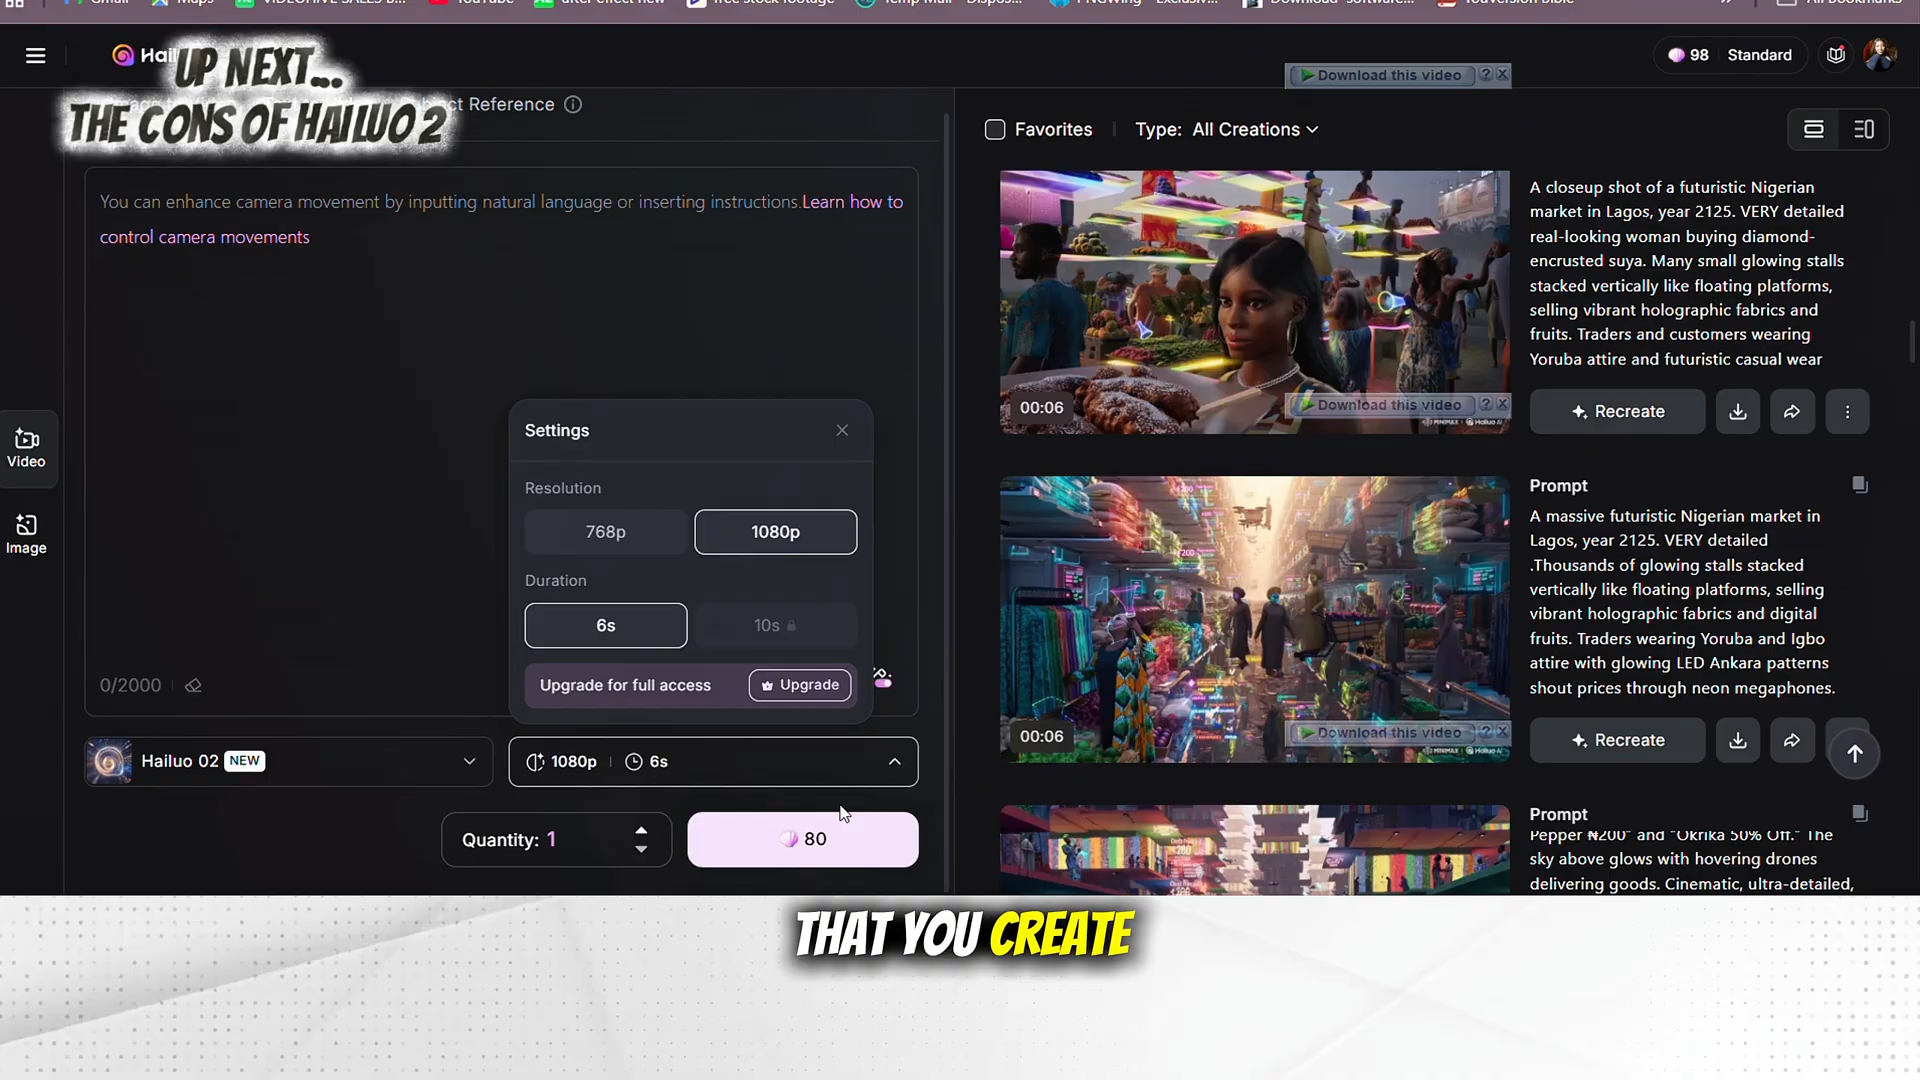 UP NEXT...
THE CONS OF HAILUO 2
98
Standard
Download this video
Favorites
Type: All Creations
You can enhance camera movement by inputting natural language or inserting instructions.Learn how to
control camera movements
0/2000
Video
Image
Settings
Resolution
768p
1080p
Duration
6s
10s
Upgrade for full access
Upgrade
Hailuo 02 NEW
1080p
6s
Quantity: 1
80
A closeup shot of a futuristic Nigerian
market in Lagos, year 2125. VERY detailed
real-looking woman buying diamond-
encrusted suya. Many small glowing stalls
stacked vertically like floating platforms,
selling vibrant holographic fabrics and
fruits. Traders and customers wearing
Yoruba attire and futuristic casual wear
00:06
Download this video
MINIMAX | Hailuo AI
Recreate
Prompt
A massive futuristic Nigerian market in
Lagos, year 2125. VERY detailed
.Thousands of glowing stalls stacked
vertically like floating platforms, selling
vibrant holographic fabrics and digital
fruits. Traders wearing Yoruba and Igbo
attire with glowing LED Ankara patterns
shout prices through neon megaphones.
00:06
Download this video
MINIMAX | Hailuo AI
Recreate
Prompt
Pepper ₦200" and "Okrika 50% Off." The
sky above glows with hovering drones
delivering goods. Cinematic, ultra-detailed,
THAT YOU CREATE